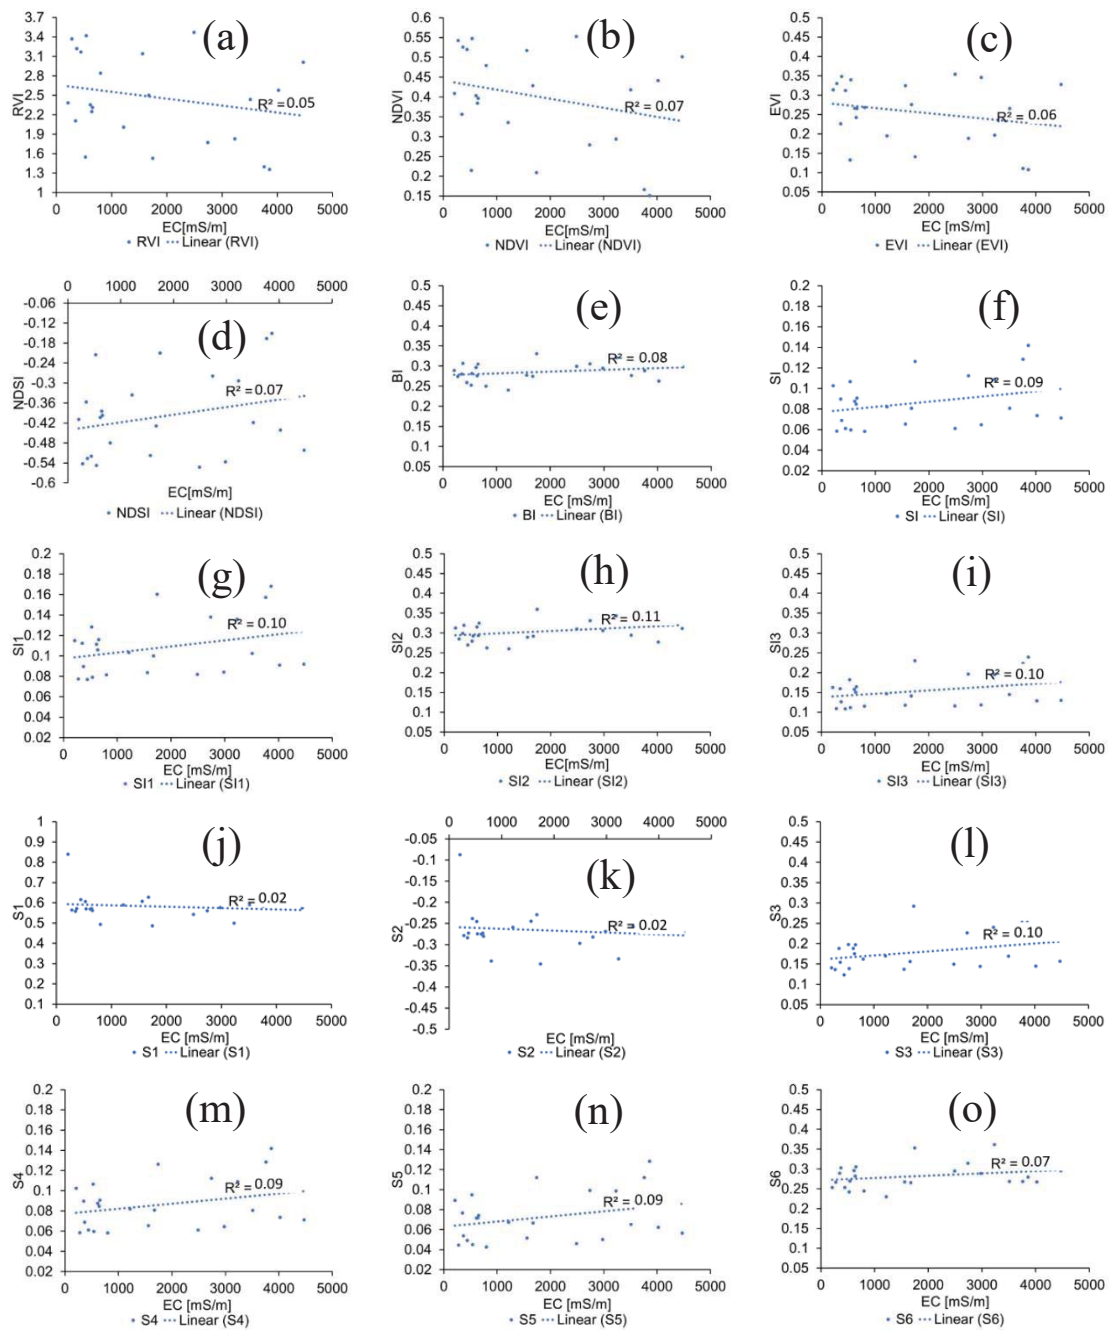 3.7
3.4
3.1
2.8
2.5
2.2
1.9
1.6
1.3
1
RVI
(a)
R² = 0.05
0 1000 2000 3000 4000 5000
EC[mS/m]
RVI Linear (RVI)
0.6
0.55
0.5
0.45
0.4
0.35
0.3
0.25
0.2
0.15
NDVI
(b)
R² = 0.07
0 1000 2000 3000 4000 5000
EC[mS/m]
NDVI Linear (NDVI)
0.5
0.45
0.4
0.35
0.3
0.25
0.2
0.15
0.1
0.05
EVI
(c)
R² = 0.06
0 1000 2000 3000 4000 5000
EC[mS/m]
EVI Linear (EVI)
0 1000 2000 3000 4000 5000
-0.06
-0.12
-0.18
-0.24
-0.3
-0.36
-0.42
-0.48
-0.54
-0.6
NDSI
(d)
R² = 0.07
EC[mS/m]
NDSI Linear (NDSI)
0.5
0.45
0.4
0.35
0.3
0.25
0.2
0.15
0.1
0.05
BI
(e)
R² = 0.08
0 1000 2000 3000 4000 5000
EC [mS/m]
BI Linear (BI)
0.2
0.18
0.16
0.14
0.12
0.1
0.08
0.06
0.04
0.02
SI
(f)
R² = 0.09
0 1000 2000 3000 4000 5000
EC [mS/m]
SI Linear (SI)
0.2
0.18
0.16
0.14
0.12
0.1
0.08
0.06
0.04
0.02
SI1
(g)
R² = 0.10
0 1000 2000 3000 4000 5000
EC [mS/m]
SI1 Linear (SI1)
0.5
0.45
0.4
0.35
0.3
0.25
0.2
0.15
0.1
0.05
SI2
(h)
R² = 0.11
0 1000 2000 3000 4000 5000
EC[mS/m]
SI2 Linear (SI2)
0.5
0.45
0.4
0.35
0.3
0.25
0.2
0.15
0.1
0.05
SI3
(i)
R² = 0.10
0 1000 2000 3000 4000 5000
EC [mS/m]
SI3 Linear (SI3)
1
0.9
0.8
0.7
0.6
0.5
0.4
0.3
0.2
0.1
S1
(j)
R² = 0.02
0 1000 2000 3000 4000 5000
EC [mS/m]
S1 Linear (S1)
0 1000 2000 3000 4000 5000
-0.05
-0.1
-0.15
-0.2
-0.25
-0.3
-0.35
-0.4
-0.45
-0.5
S2
(k)
R² = 0.02
EC [mS/m]
S2 Linear (S2)
0.5
0.45
0.4
0.35
0.3
0.25
0.2
0.15
0.1
0.05
S3
(l)
R² = 0.10
0 1000 2000 3000 4000 5000
EC [mS/m]
S3 Linear (S3)
0.2
0.18
0.16
0.14
0.12
0.1
0.08
0.06
0.04
0.02
S4
(m)
R² = 0.09
0 1000 2000 3000 4000 5000
EC [mS/m]
S4 Linear (S4)
0.2
0.18
0.16
0.14
0.12
0.1
0.08
0.06
0.04
0.02
S5
(n)
R² = 0.09
0 1000 2000 3000 4000 5000
EC [mS/m]
S5 Linear (S5)
0.5
0.45
0.4
0.35
0.3
0.25
0.2
0.15
0.1
0.05
S6
(o)
R² = 0.07
0 1000 2000 3000 4000 5000
EC [mS/m]
S6 Linear (S6)